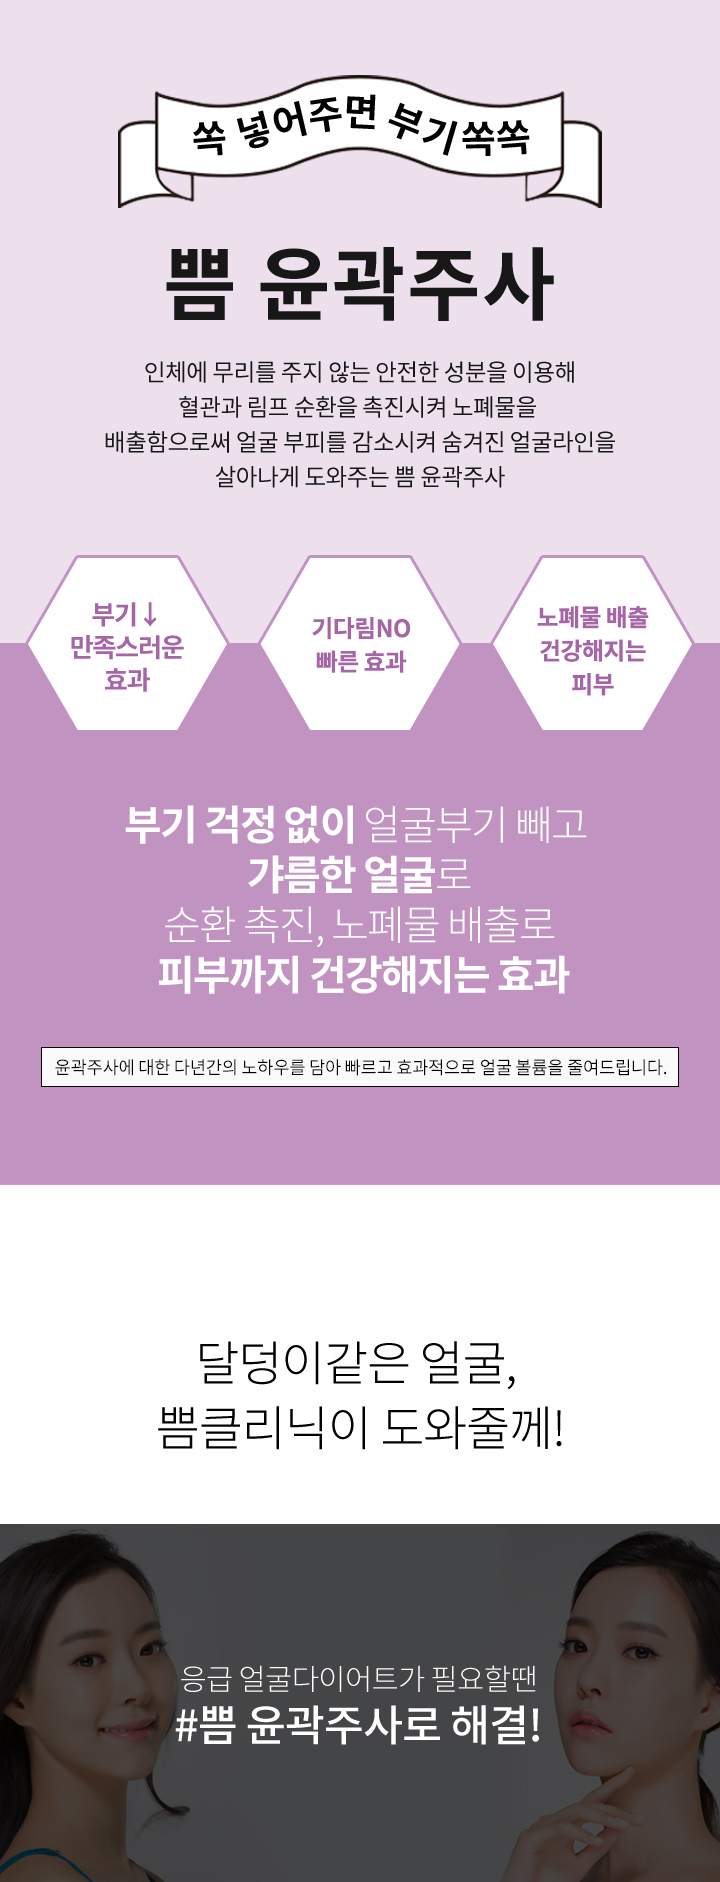 쏙 넣어주면 부기쏙쏙
쁨 윤곽주사
인체에 무리를 주지 않는 안전한 성분을 이용해
혈관과 림프 순환을 촉진시켜 노폐물을
배출함으로써 얼굴 부피를 감소시켜 숨겨진 얼굴라인을
살아나게 도와주는 쁨 윤곽주사
부기↓
만족스러운
효과
기다림NO
빠른 효과
노폐물 배출
건강해지는
피부
부기 걱정 없이 얼굴부기 빼고
갸름한 얼굴로
순환 촉진, 노폐물 배출로
피부까지 건강해지는 효과
윤곽주사에 대한 다년간의 노하우를 담아 빠르고 효과적으로 얼굴 볼륨을 줄여드립니다.
달덩이같은 얼굴,
쁨클리닉이 도와줄께!
응급 얼굴다이어트가 필요할땐
#쁨 윤곽주사로 해결!